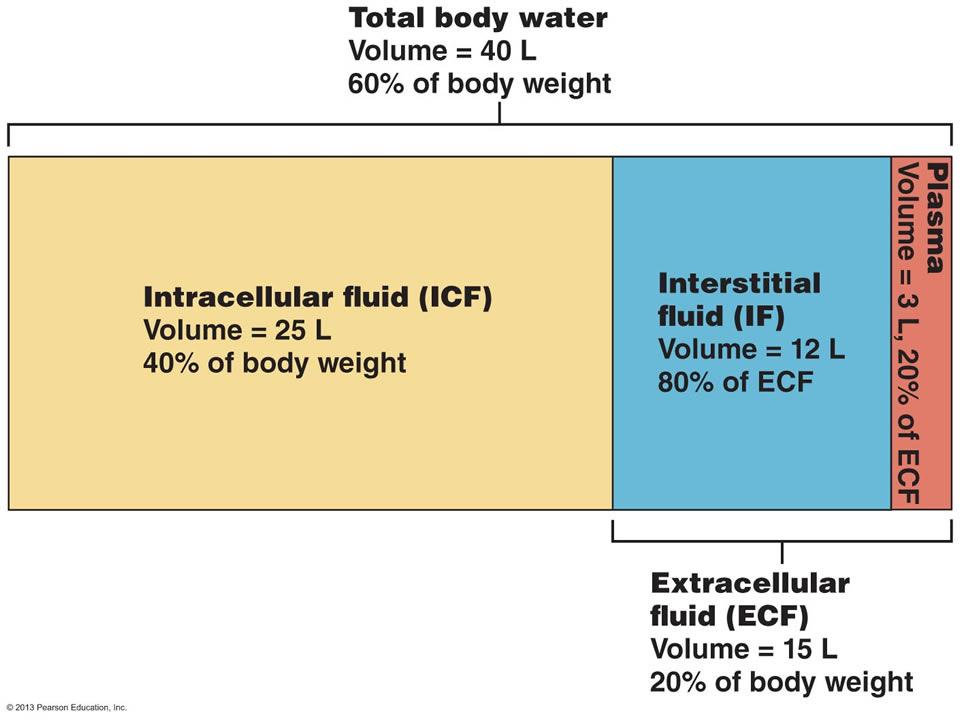 Total body water
Volume = 40 L
60% of body weight
Intracellular fluid (ICF)
Volume = 25 L
40% of body weight
Interstitial
fluid (IF)
Volume = 12 L
80% of ECF
Plasma
Volume = 3 L, 20% of ECF
Extracellular
fluid (ECF)
Volume = 15 L
20% of body weight
© 2013 Pearson Education, Inc.